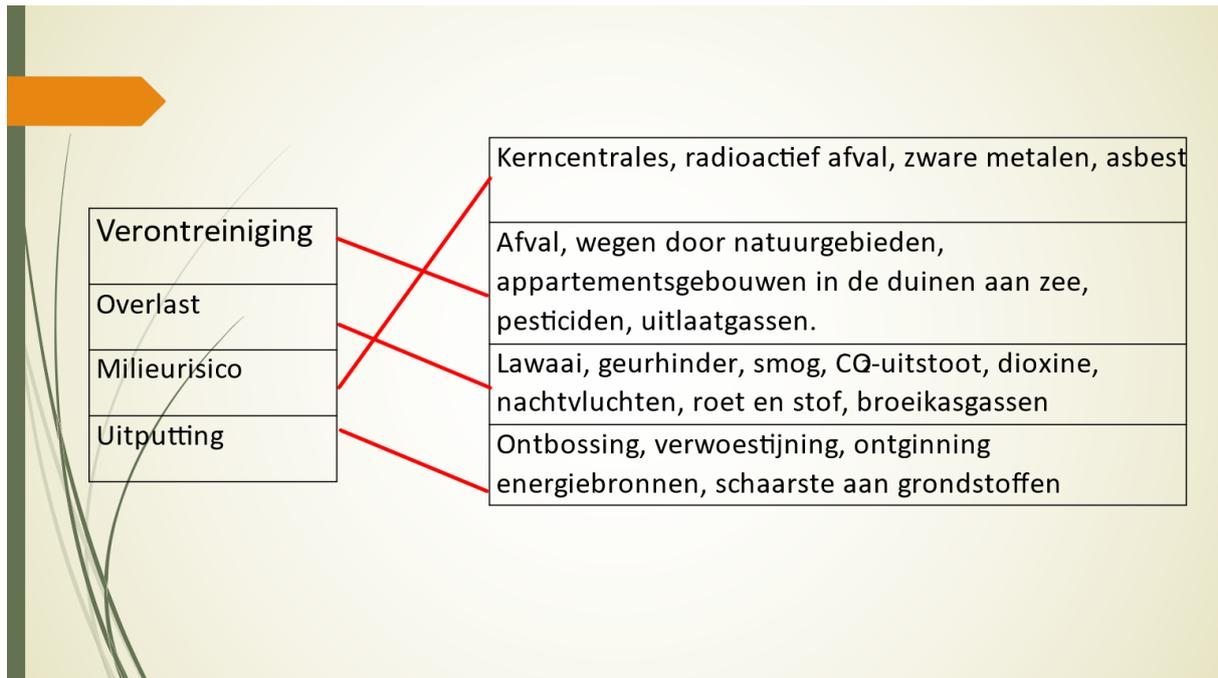 Verontreiniging
Overlast
Milieurisico
Uitputting
Kerncentrales, radioactief afval, zware metalen, asbest
Afval, wegen door natuurgebieden,
appartementsgebouwen in de duinen aan zee,
pesticiden, uitlaatgassen.
Lawaai, geurhinder, smog, CO2-uitstoot, dioxine,
nachtvluchten, roet en stof, broeikasgassen
Ontbossing, verwoestijning, ontginning
energiebronnen, schaarste aan grondstoffen